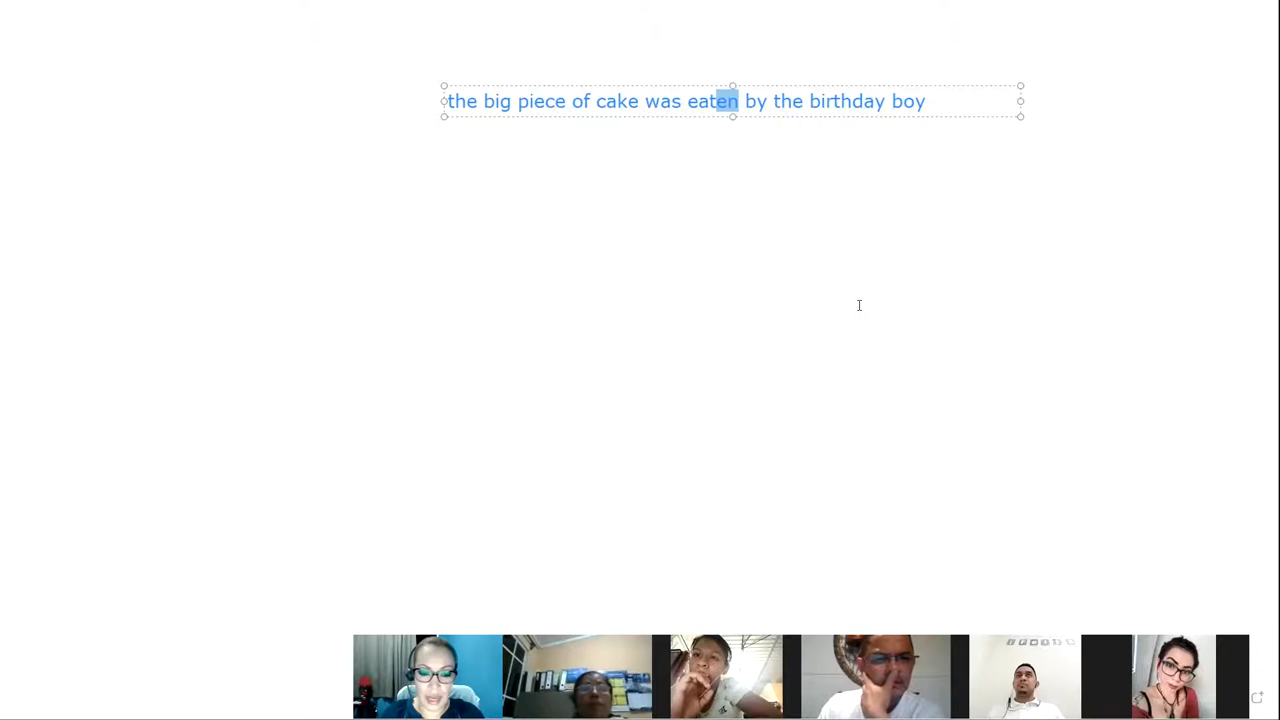 the big piece of cake was eaten by the birthday boy